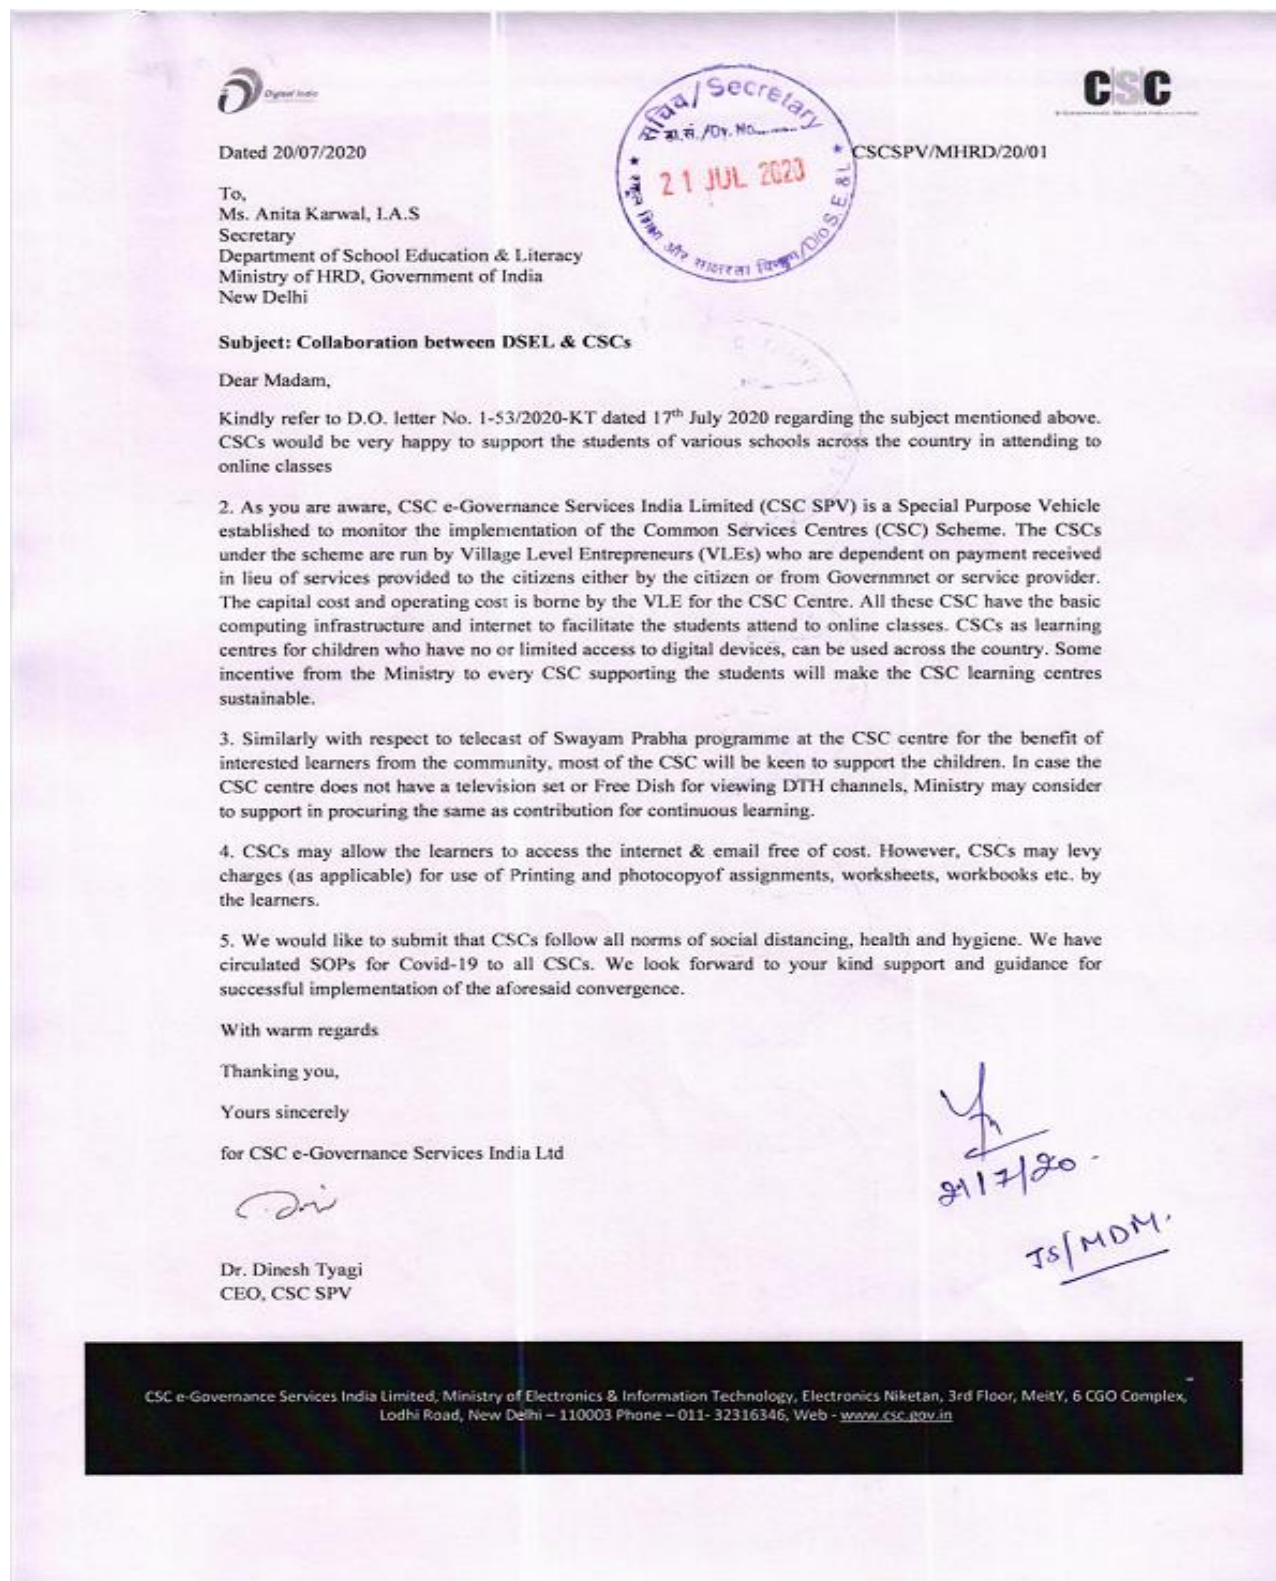 Digital India
CSC
सचिव/Secretary
डा.सं./Dy. No.
21 JUL 2020
स्कूल शिक्षा और साक्षरता विभाग/D/o S.E.&L
Dated 20/07/2020
CSCSPV/MHRD/20/01
To,
Ms. Anita Karwal, I.A.S
Secretary
Department of School Education & Literacy
Ministry of HRD, Government of India
New Delhi
Subject: Collaboration between DSEL & CSCs
Dear Madam,
Kindly refer to D.O. letter No. 1-53/2020-KT dated 17th July 2020 regarding the subject mentioned above.
CSCs would be very happy to support the students of various schools across the country in attending to
online classes
2. As you are aware, CSC e-Governance Services India Limited (CSC SPV) is a Special Purpose Vehicle
established to monitor the implementation of the Common Services Centres (CSC) Scheme. The CSCs
under the scheme are run by Village Level Entrepreneurs (VLEs) who are dependent on payment received
in lieu of services provided to the citizens either by the citizen or from Governmnet or service provider.
The capital cost and operating cost is borne by the VLE for the CSC Centre. All these CSC have the basic
computing infrastructure and internet to facilitate the students attend to online classes. CSCs as learning
centres for children who have no or limited access to digital devices, can be used across the country. Some
incentive from the Ministry to every CSC supporting the students will make the CSC learning centres
sustainable.
3. Similarly with respect to telecast of Swayam Prabha programme at the CSC centre for the benefit of
interested learners from the community, most of the CSC will be keen to support the children. In case the
CSC centre does not have a television set or Free Dish for viewing DTH channels, Ministry may consider
to support in procuring the same as contribution for continuous learning.
4. CSCs may allow the learners to access the internet & email free of cost. However, CSCs may levy
charges (as applicable) for use of Printing and photocopyof assignments, worksheets, workbooks etc. by
the learners.
5. We would like to submit that CSCs follow all norms of social distancing, health and hygiene. We have
circulated SOPs for Covid-19 to all CSCs. We look forward to your kind support and guidance for
successful implementation of the aforesaid convergence.
With warm regards
Thanking you,
Yours sincerely
for CSC e-Governance Services India Ltd
21/7/20
JS/MDM.
Dr. Dinesh Tyagi
CEO, CSC SPV
CSC e-Governance Services India Limited, Ministry of Electronics & Information Technology, Electronics Niketan, 3rd Floor, MeitY, 6 CGO Complex,
Lodhi Road, New Delhi – 110003 Phone – 011- 32316346, Web - www.csc.gov.in